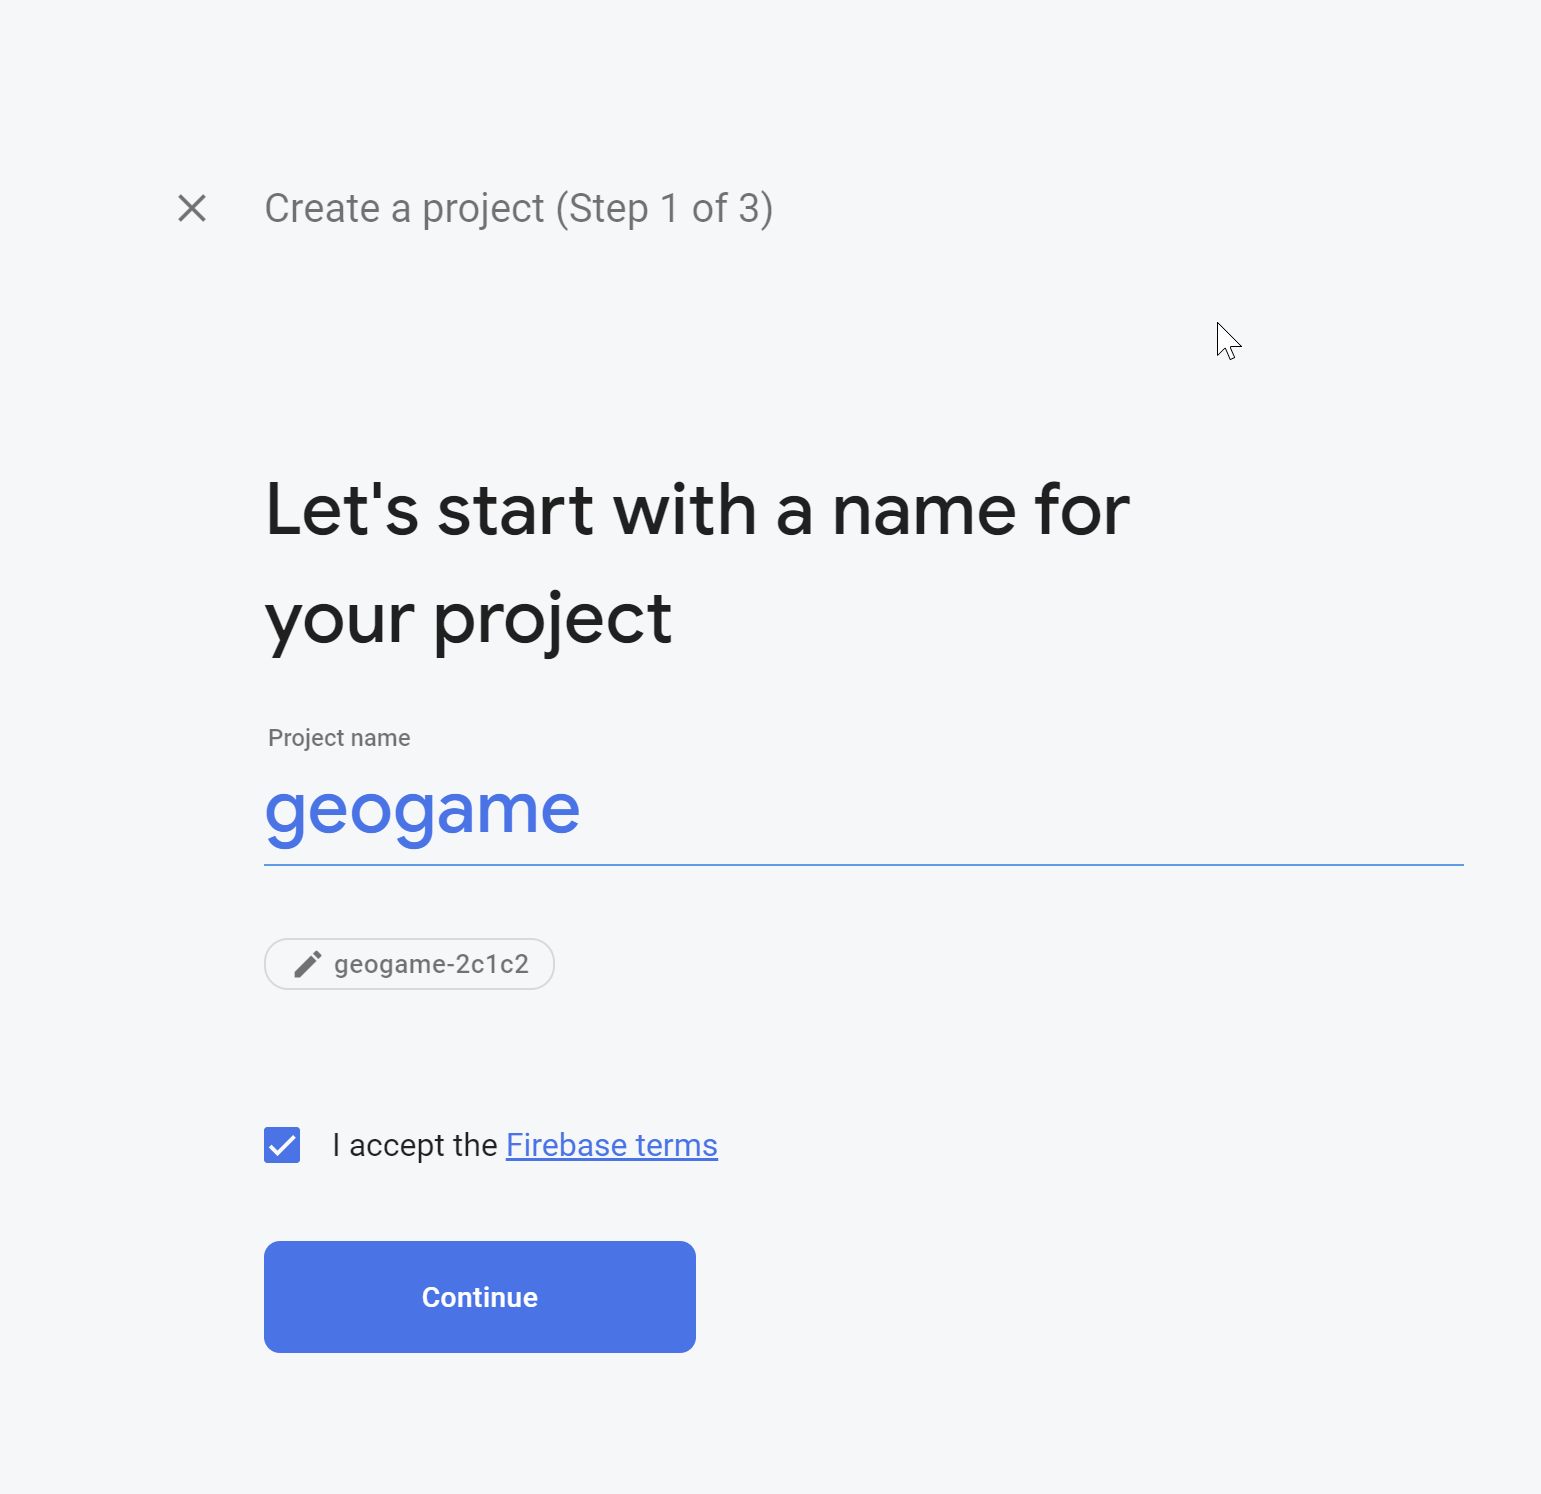 Create a project (Step 1 of 3)
Let's start with a name for
your project
Project name
geogame
geogame-2c1c2
I accept the Firebase terms
Continue